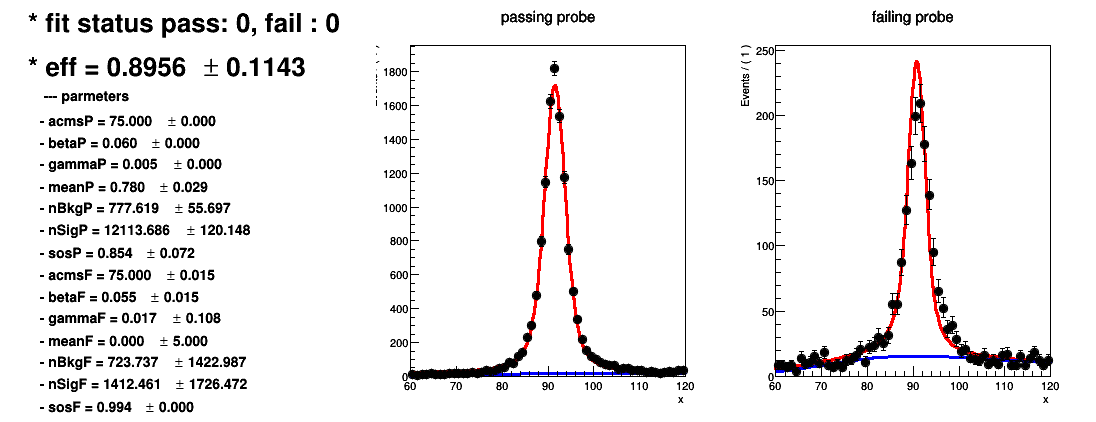 * fit status pass: 0, fail : 0
* eff = 0.8956 ± 0.1143
--- parmeters
- acmsP = 75.000 ± 0.000
- betaP = 0.060 ± 0.000
- gammaP = 0.005 ± 0.000
- meanP = 0.780 ± 0.029
- nBkgP = 777.619 ± 55.697
- nSigP = 12113.686 ± 120.148
- sosP = 0.854 ± 0.072
- acmsF = 75.000 ± 0.015
- betaF = 0.055 ± 0.015
- gammaF = 0.017 ± 0.108
- meanF = 0.000 ± 5.000
- nBkgF = 723.737 ± 1422.987
- nSigF = 1412.461 ± 1726.472
- sosF = 0.994 ± 0.000
passing probe
1800
1600
1400
1200
1000
800
600
400
200
0
60 70 80 90 100 110 120
x
failing probe
Events / ( 1 )
250
200
150
100
50
0
60 70 80 90 100 110 120
x